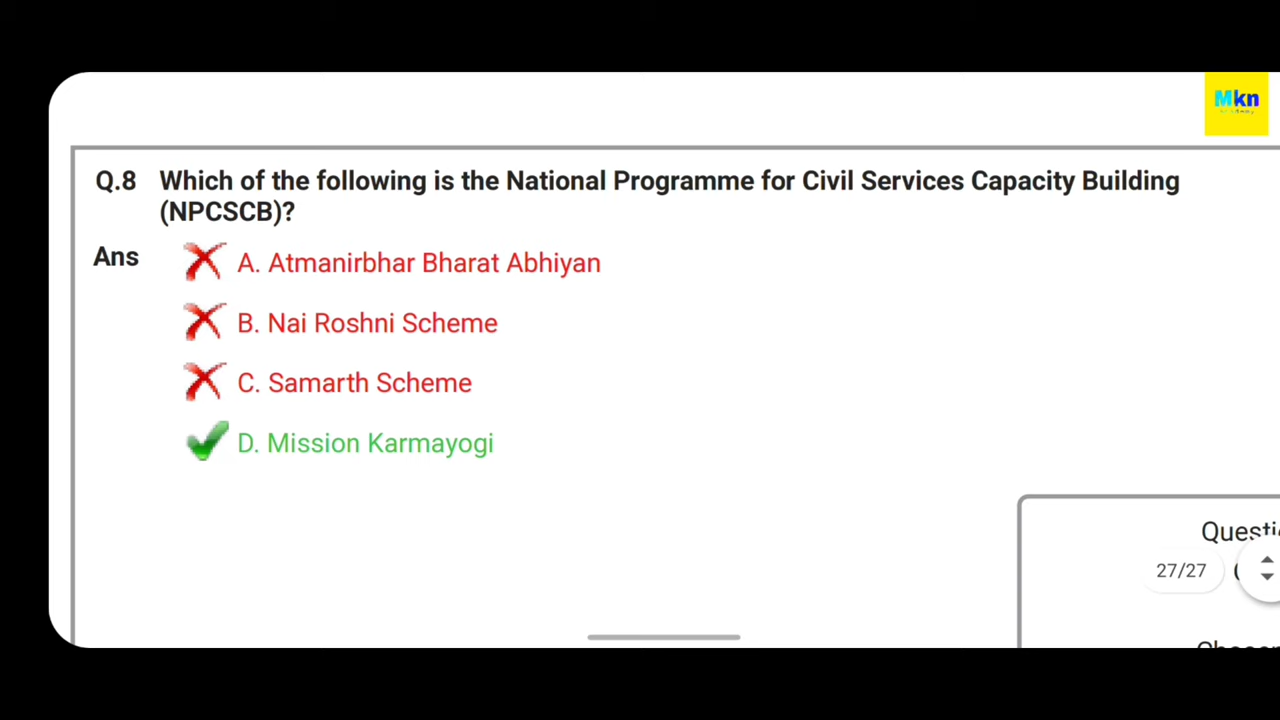 Mkn
Q.8 Which of the following is the National Programme for Civil Services Capacity Building
(NPCSCB)?
Ans
A. Atmanirbhar Bharat Abhiyan
B. Nai Roshni Scheme
C. Samarth Scheme
D. Mission Karmayogi
27/27